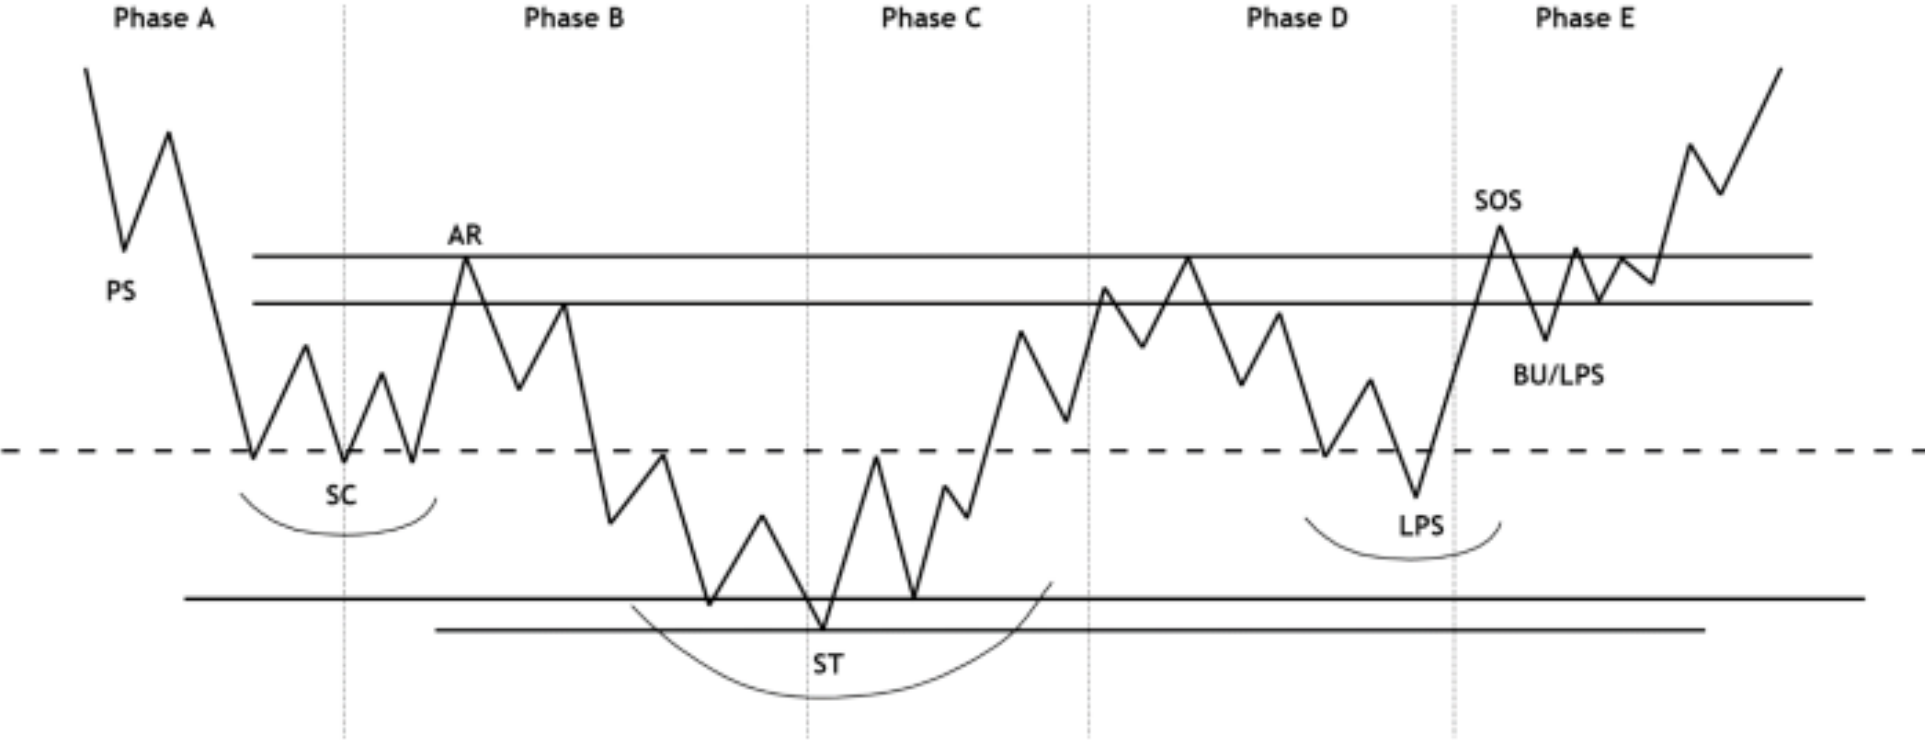 Phase A
Phase B
Phase C
Phase D
Phase E
SOS
AR
PS
BU/LPS
SC
LPS
ST